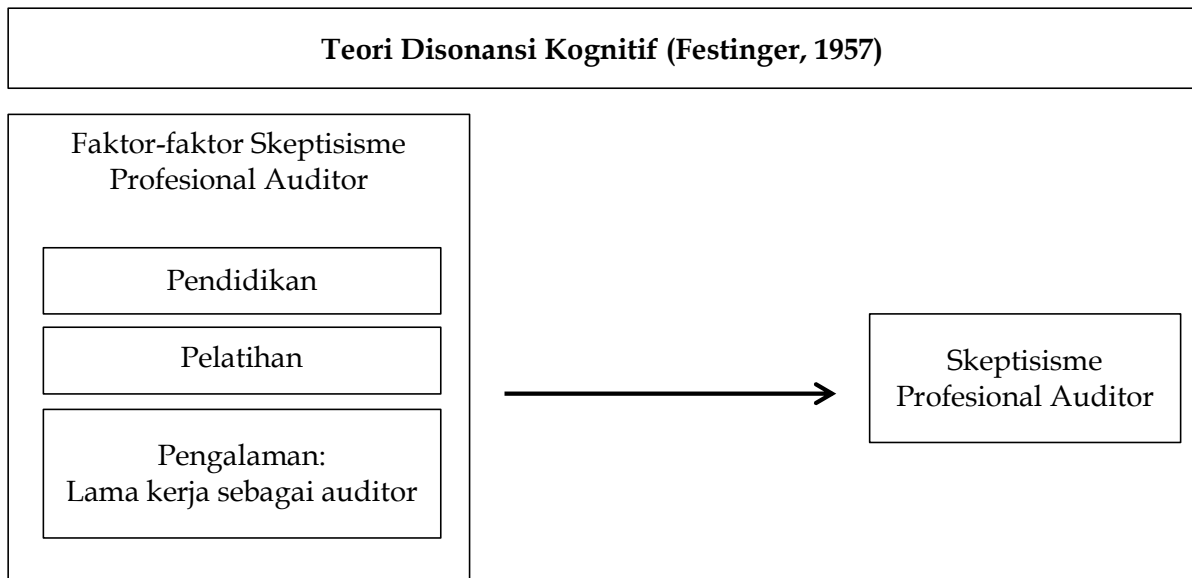 Teori Disonansi Kognitif (Festinger, 1957)
Faktor-faktor Skeptisisme
Profesional Auditor
Pendidikan
Pelatihan
Pengalaman:
Lama kerja sebagai auditor
Skeptisisme
Profesional Auditor